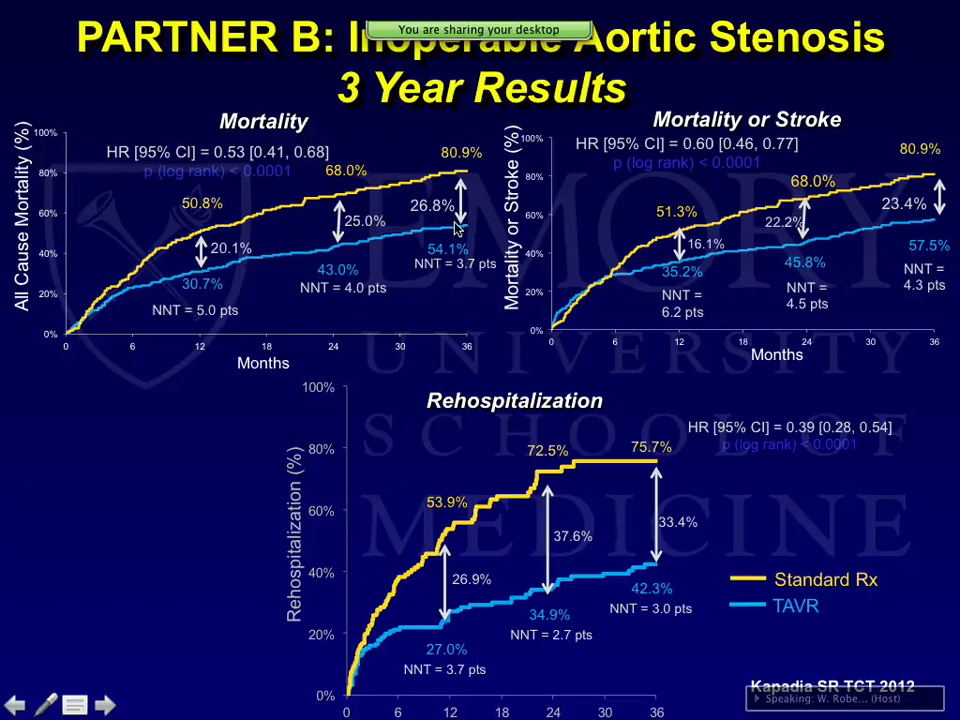 You are sharing your desktop
PARTNER B: Inoperable Aortic Stenosis
3 Year Results
Mortality
All Cause Mortality (%)
HR [95% CI] = 0.53 [0.41, 0.68]
p (log rank) < 0.0001
100%
80%
60%
40%
20%
0%
50.8%
68.0%
80.9%
20.1%
25.0%
26.8%
30.7%
43.0%
54.1%
NNT = 5.0 pts
NNT = 4.0 pts
NNT = 3.7 pts
0 6 12 18 24 30 36
Months
Mortality or Stroke
Mortality or Stroke (%)
HR [95% CI] = 0.60 [0.46, 0.77]
p (log rank) < 0.0001
100%
80%
60%
40%
20%
0%
51.3%
68.0%
80.9%
16.1%
22.2%
23.4%
35.2%
45.8%
57.5%
NNT =
6.2 pts
NNT =
4.5 pts
NNT =
4.3 pts
0 6 12 18 24 30 36
Months
Rehospitalization
Rehospitalization (%)
HR [95% CI] = 0.39 [0.28, 0.54]
p (log rank) < 0.0001
100%
80%
60%
40%
20%
0%
53.9%
72.5%
75.7%
26.9%
37.6%
33.4%
27.0%
34.9%
42.3%
NNT = 3.7 pts
NNT = 2.7 pts
NNT = 3.0 pts
0 6 12 18 24 30 36
Standard Rx
TAVR
EMORY
UNIVERSITY
SCHOOL OF
MEDICINE
Kapadia SR TCT 2012
Speaking: W. Robe... (Host)